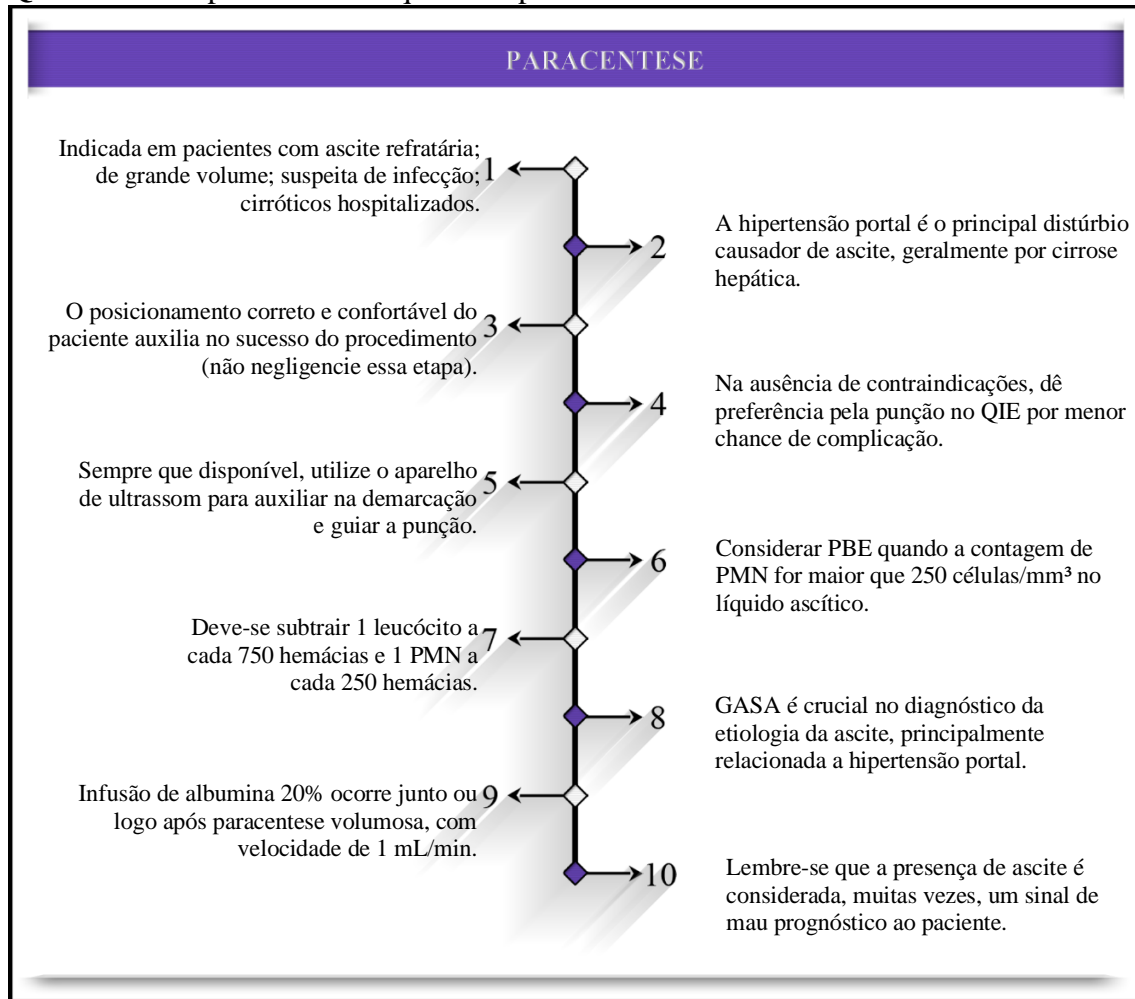 PARACENTESE
Indicada em pacientes com ascite refratária;
de grande volume; suspeita de infecção;
cirróticos hospitalizados.
1
2
A hipertensão portal é o principal distúrbio
causador de ascite, geralmente por cirrose
hepática.
O posicionamento correto e confortável do
paciente auxilia no sucesso do procedimento
(não negligencie essa etapa).
3
4
Na ausência de contraindicações, dê
preferência pela punção no QIE por menor
chance de complicação.
Sempre que disponível, utilize o aparelho
de ultrassom para auxiliar na demarcação
e guiar a punção.
5
6
Considerar PBE quando a contagem de
PMN for maior que 250 células/mm³ no
líquido ascítico.
Deve-se subtrair 1 leucócito a
cada 750 hemácias e 1 PMN a
cada 250 hemácias.
7
8
GASA é crucial no diagnóstico da
etiologia da ascite, principalmente
relacionada a hipertensão portal.
Infusão de albumina 20% ocorre junto ou
logo após paracentese volumosa, com
velocidade de 1 mL/min.
9
10
Lembre-se que a presença de ascite é
considerada, muitas vezes, um sinal de
mau prognóstico ao paciente.